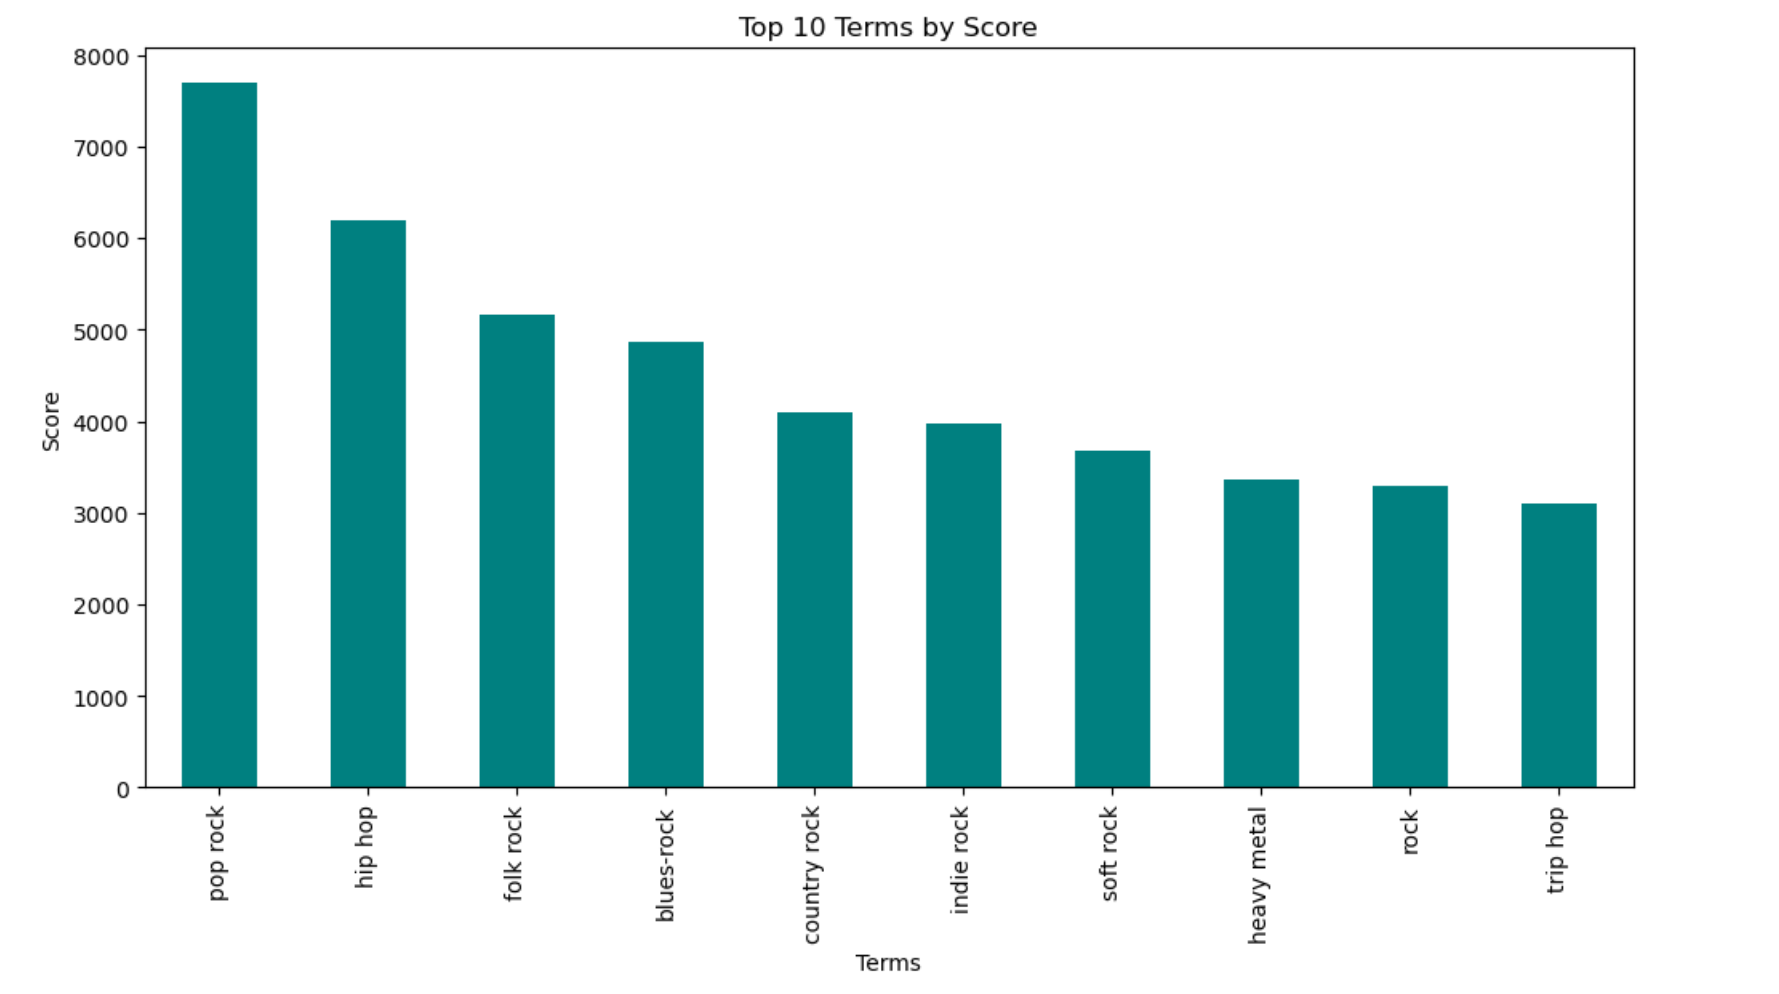 Top 10 Terms by Score
8000
7000
6000
5000
4000
3000
2000
1000
0
Score
pop rock
hip hop
folk rock
blues-rock
country rock
indie rock
soft rock
heavy metal
rock
trip hop
Terms